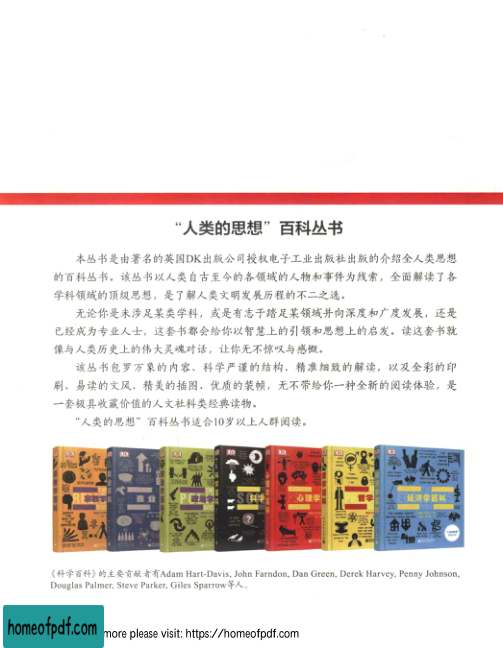 “人类的思想”百科丛书
本丛书是由著名的英国DK出版公司授权电子工业出版社出版的介绍全人类思想
的百科丛书。该丛书以人类自古至今的各领域的人物和事件为线索，全面解读了各
学科领域的顶级思想，是了解人类文明发展历程的不二之选。
无论你是未涉足某类学科，或是有志于踏足某领域并向深度和广度发展，还是
已经成为专业人士，这套书都会给你以智慧上的引领和思想上的启发。读这套书就
像与人类历史上的伟大灵魂对话，让你无不惊叹与感慨。
该丛书包罗万象的内容、科学严谨的结构、精准细致的解读，以及全彩的印
刷、易读的文风、精美的插图、优质的装帧，无不带给你一种全新的阅读体验，是
一套极具收藏价值的人文社科类经典读物。
“人类的思想”百科丛书适合10岁以上人群阅读。
宗教学
商业
政治学
科学
心理学
哲学
经济学百科
《科学百科》的主要贡献者有Adam Hart-Davis, John Farndon, Dan Green, Derek Harvey, Penny Johnson,
Douglas Palmer, Steve Parker, Giles Sparrow等人。
homeofpdf.com
more please visit: https://homeofpdf.com